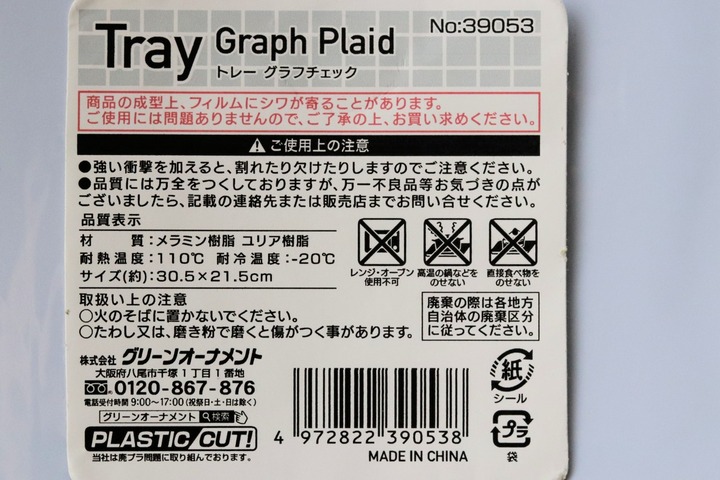 Tray Graph Plaid No:39053
トレー グラフチェック
商品の成型上、フィルムにシワが寄ることがあります。
ご使用には問題ありませんので、ご了承の上、お買い求めください。
ご使用上の注意
●強い衝撃を加えると、割れたり欠けたりしますのでご注意ください。
●品質には万全をつくしておりますが、万一不良品等お気づきの点が
ございましたら、記載の連絡先または販売店までお問い合せください。
品質表示
材 質:メラミン樹脂 ユリア樹脂
耐熱温度:110℃ 耐冷温度:-20℃
サイズ(約):30.5×21.5cm
レンジ・オーブン
使用不可
高温の鍋などを
のせない
直接食べ物を
のせない
取扱い上の注意
○火のそばに置かないでください。
○たわし又は、磨き粉で磨くと傷がつく事があります。
廃棄の際は各地方
自治体の廃棄区分
に従ってください。
株式会社 グリーンオーナメント
大阪府八尾市千塚1丁目1番地
0120-867-876
電話受付時間 9:00~17:00(祝祭日・土・日は除く)
グリーンオーナメント 検索
PLASTIC CUT!
当社は廃プラ問題に取り組んでおります。
4 972822 390538
MADE IN CHINA
紙
シール
プラ
袋